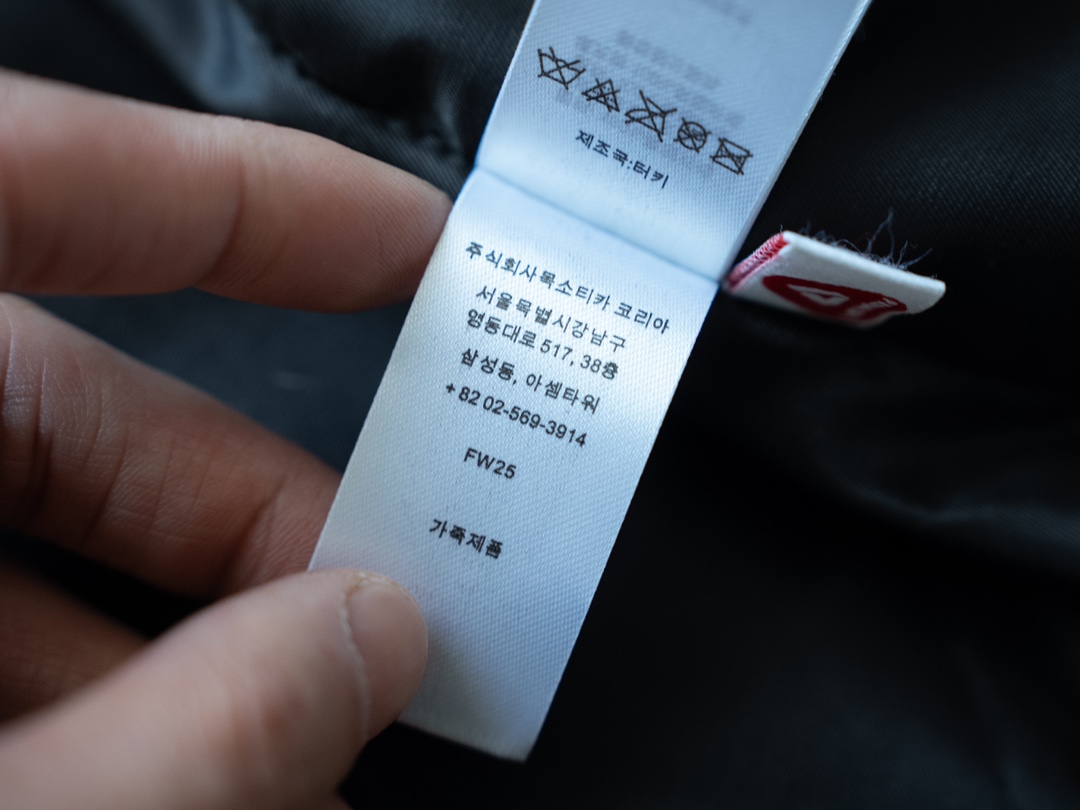 제조국:터키
주식회사목소티카 코리아
서울특별시강남구
영동대로 517, 38층
삼성동, 아셈타워
+ 82 02-569-3914
FW25
가죽제품